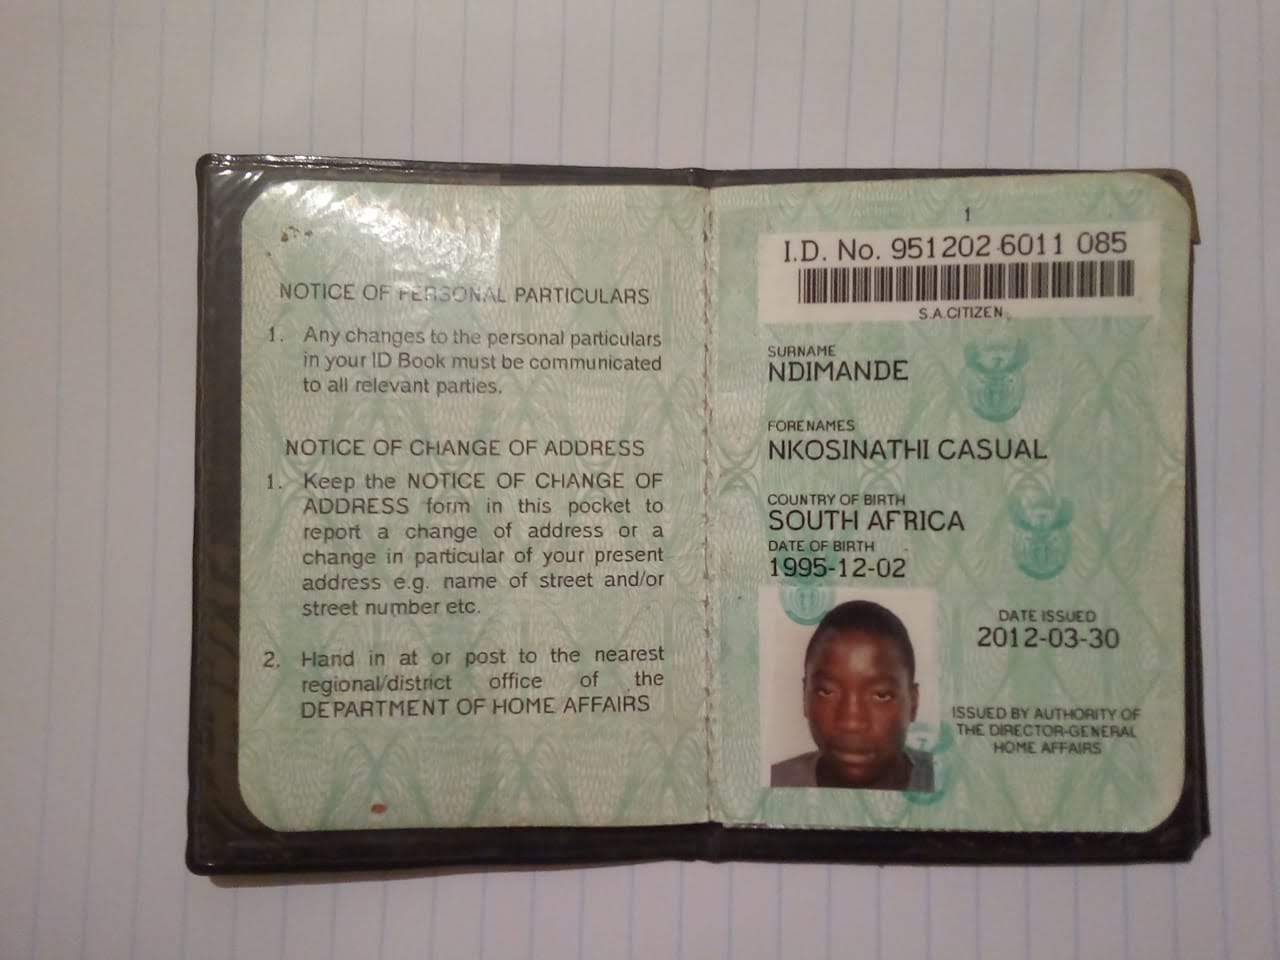 NOTICE OF PERSONAL PARTICULARS
1. Any changes to the personal particulars
in your ID Book must be communicated
to all relevant parties.
NOTICE OF CHANGE OF ADDRESS
1. Keep the NOTICE OF CHANGE OF
ADDRESS form in this pocket to
report a change of address or a
change in particular of your present
address e.g. name of street and/or
street number etc.
2. Hand in at or post to the nearest
regional/district office of the
DEPARTMENT OF HOME AFFAIRS
1
I.D. No. 951202 6011 085
S.A.CITIZEN
SURNAME
NDIMANDE
FORENAMES
NKOSINATHI CASUAL
COUNTRY OF BIRTH
SOUTH AFRICA
DATE OF BIRTH
1995-12-02
DATE ISSUED
2012-03-30
ISSUED BY AUTHORITY OF
THE DIRECTOR-GENERAL
HOME AFFAIRS